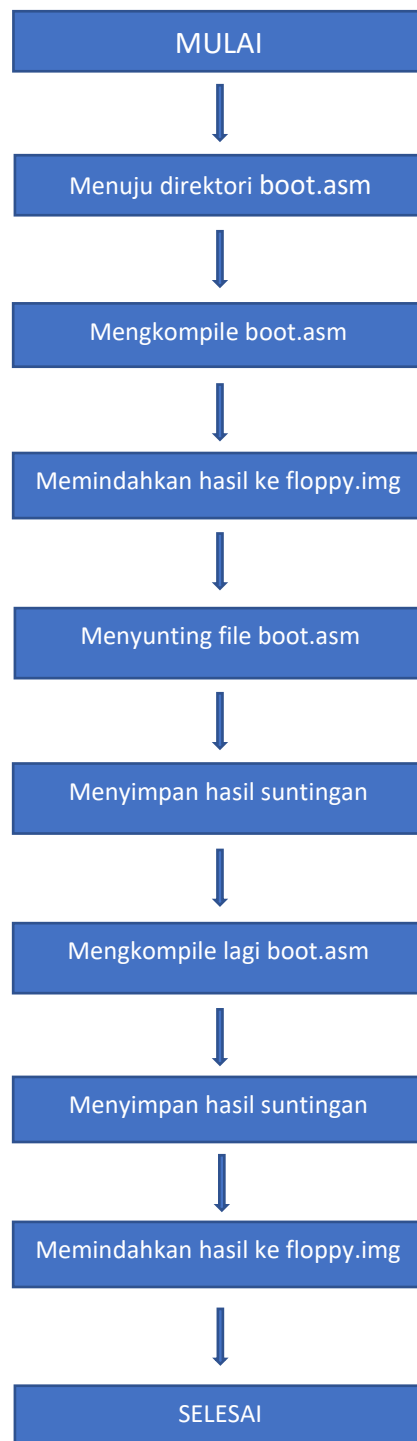 MULAI
Menuju direktori boot.asm
Mengkompile boot.asm
Memindahkan hasil ke floppy.img
Menyunting file boot.asm
Menyimpan hasil suntingan
Mengkompile lagi boot.asm
Menyimpan hasil suntingan
Memindahkan hasil ke floppy.img
SELESAI